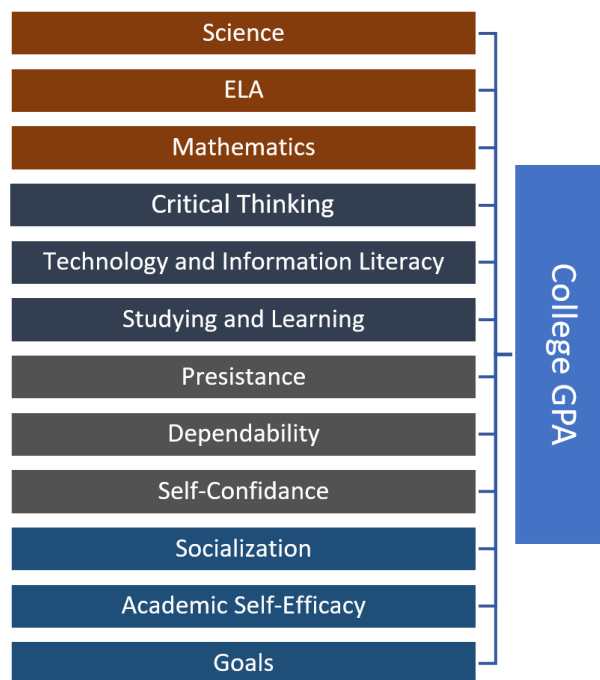 Science
ELA
Mathematics
Critical Thinking
Technology and Information Literacy
Studying and Learning
Presistance
Dependability
Self-Confidance
Socialization
Academic Self-Efficacy
Goals
College GPA